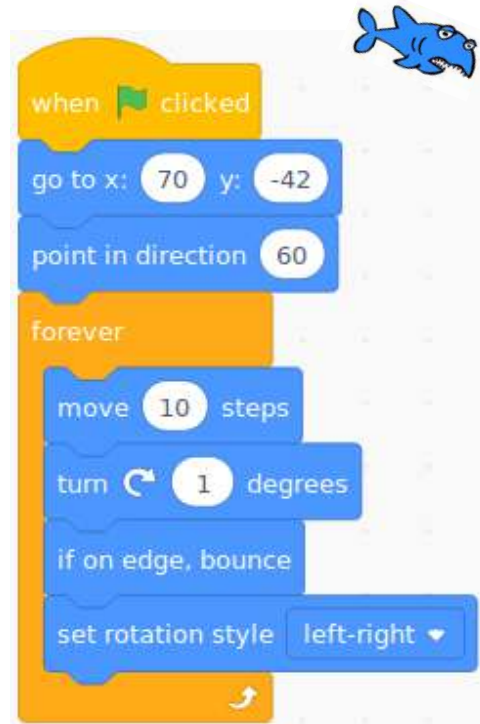 when clicked
go to x: 70 y: -42
point in direction 60
forever
move 10 steps
turn 1 degrees
if on edge, bounce
set rotation style left-right